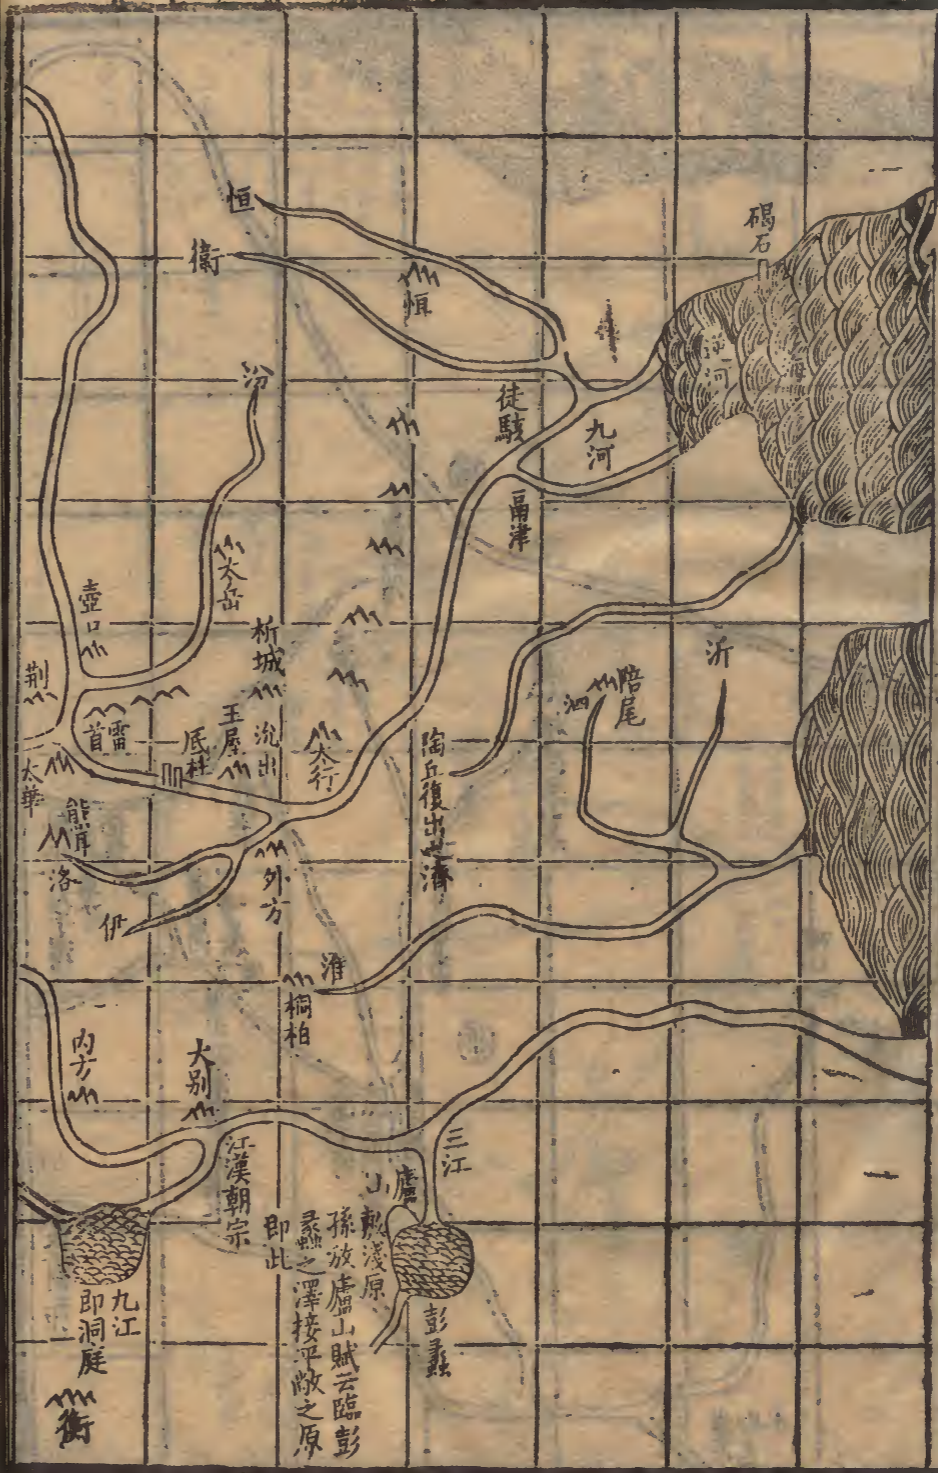 碣石
海
逆河
恒
衛
恒
汾
徒駭
九河
鬲津
太岳
壺口
析城
荆
沂
陪尾
泗
雷首
底柱
王屋
沇出
太行
陶丘復出
濟
太華
熊耳
洛
伊
外方
淮
桐柏
内方
大别
三江
江漢朝宗
廬山
敷淺原
孫放廬山賦云臨彭
蠡之澤接平敞之原
即此
彭蠡
九江
即洞庭
衡